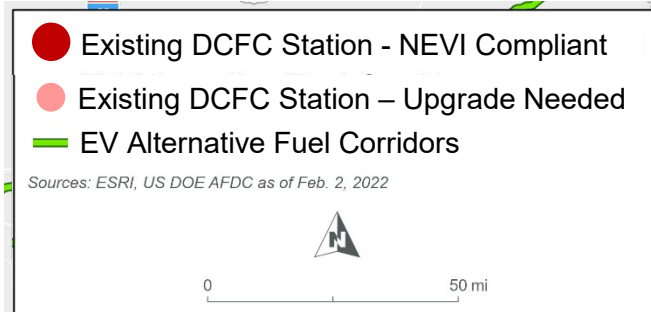 Existing DCFC Station - NEVI Compliant
Existing DCFC Station – Upgrade Needed
EV Alternative Fuel Corridors
Sources: ESRI, US DOE AFDC as of Feb. 2, 2022
N
0 50 mi